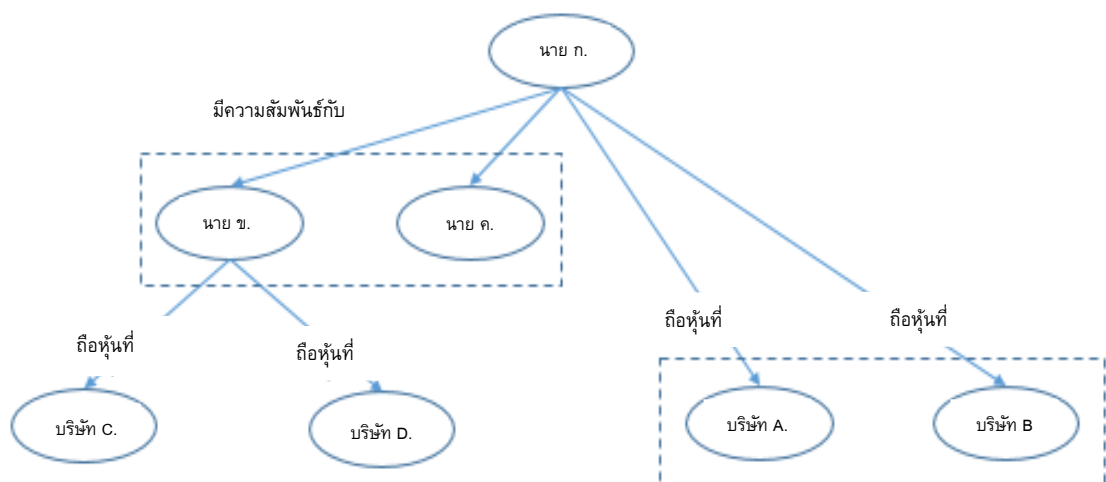 นาย ก.
มีความสัมพันธ์กับ
นาย ข.
นาย ค.
ถือหุ้นที่
ถือหุ้นที่
ถือหุ้นที่
ถือหุ้นที่
บริษัท C.
บริษัท D.
บริษัท A.
บริษัท B